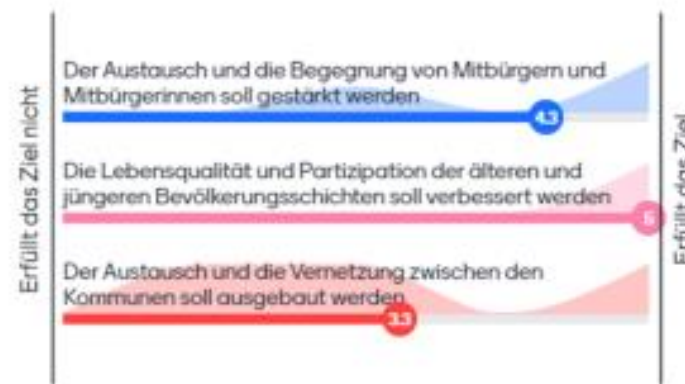 Erfüllt das Ziel nicht
Der Austausch und die Begegnung von Mitbürgern und
Mitbürgerinnen soll gestärkt werden
4.3
Die Lebensqualität und Partizipation der älteren und
jüngeren Bevölkerungsschichten soll verbessert werden
5
Der Austausch und die Vernetzung zwischen den
Kommunen soll ausgebaut werden
3.3
Erfüllt das Ziel